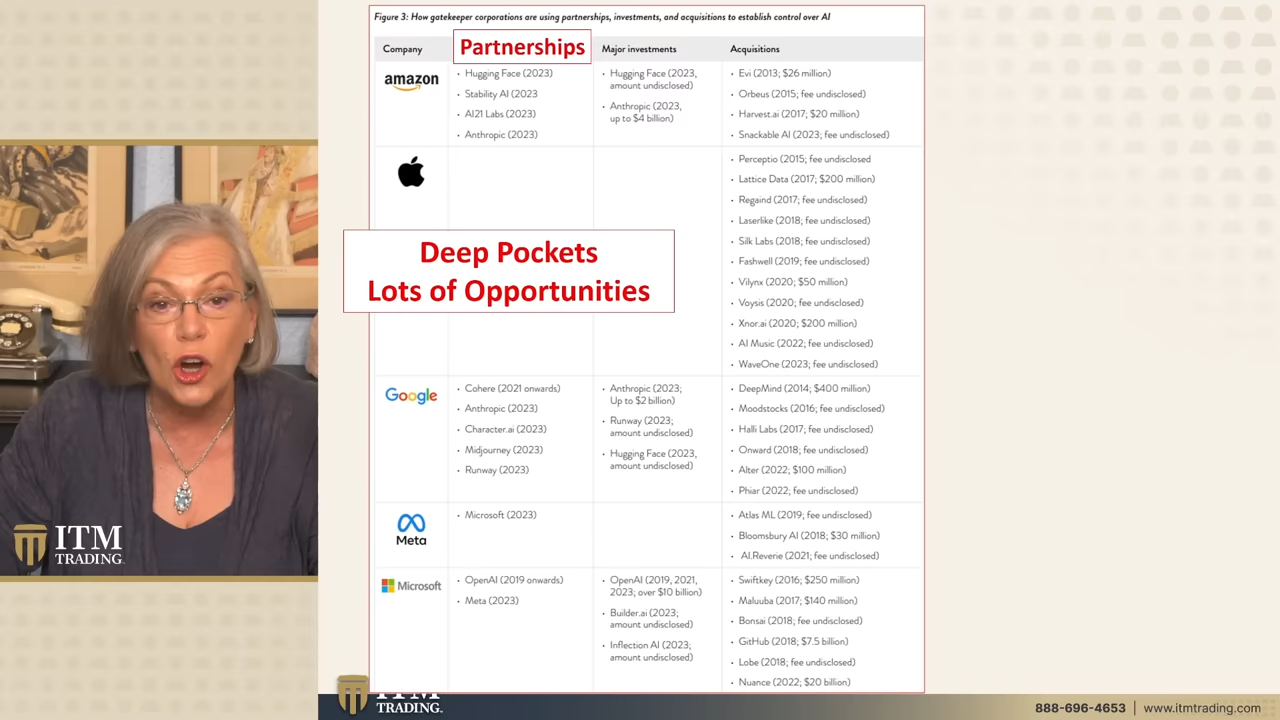 Figure 3: How gatekeeper corporations are using partnerships, investments, and acquisitions to establish control over AI
Company
Partnerships
Major investments
Acquisitions
amazon
• Hugging Face (2023)
• Stability AI (2023
• AI21 Labs (2023)
• Anthropic (2023)
• Hugging Face (2023,
amount undisclosed)
• Anthropic (2023,
up to $4 billion)
• Evi (2013; $26 million)
• Orbeus (2015; fee undisclosed)
• Harvest.ai (2017; $20 million)
• Snackable AI (2023; fee undisclosed)
• Perceptio (2015; fee undisclosed
• Lattice Data (2017; $200 million)
• Regaind (2017; fee undisclosed)
• Laserlike (2018; fee undisclosed)
• Silk Labs (2018; fee undisclosed)
• Fashwell (2019; fee undisclosed)
• Vilynx (2020; $50 million)
• Voysis (2020; fee undisclosed)
• Xnor.ai (2020; $200 million)
• AI Music (2022; fee undisclosed)
• WaveOne (2023; fee undisclosed)
Deep Pockets
Lots of Opportunities
Google
• Cohere (2021 onwards)
• Anthropic (2023)
• Character.ai (2023)
• Midjourney (2023)
• Runway (2023)
• Anthropic (2023;
Up to $2 billion)
• Runway (2023;
amount undisclosed)
• Hugging Face (2023,
amount undisclosed)
• DeepMind (2014; $400 million)
• Moodstocks (2016; fee undisclosed)
• Halli Labs (2017; fee undisclosed)
• Onward (2018; fee undisclosed)
• Alter (2022; $100 million)
• Phiar (2022; fee undisclosed)
Meta
• Microsoft (2023)
• Atlas ML (2019; fee undisclosed)
• Bloomsbury AI (2018; $30 million)
• AI.Reverie (2021; fee undisclosed)
Microsoft
• OpenAI (2019 onwards)
• Meta (2023)
• OpenAI (2019, 2021,
2023; over $10 billion)
• Builder.ai (2023;
amount undisclosed)
• Inflection AI (2023;
amount undisclosed)
• Swiftkey (2016; $250 million)
• Maluuba (2017; $140 million)
• Bonsai (2018; fee undisclosed)
• GitHub (2018; $7.5 billion)
• Lobe (2018; fee undisclosed)
• Nuance (2022; $20 billion)
ITM
TRADING
ITM
TRADING.
888-696-4653 | www.itmtrading.com